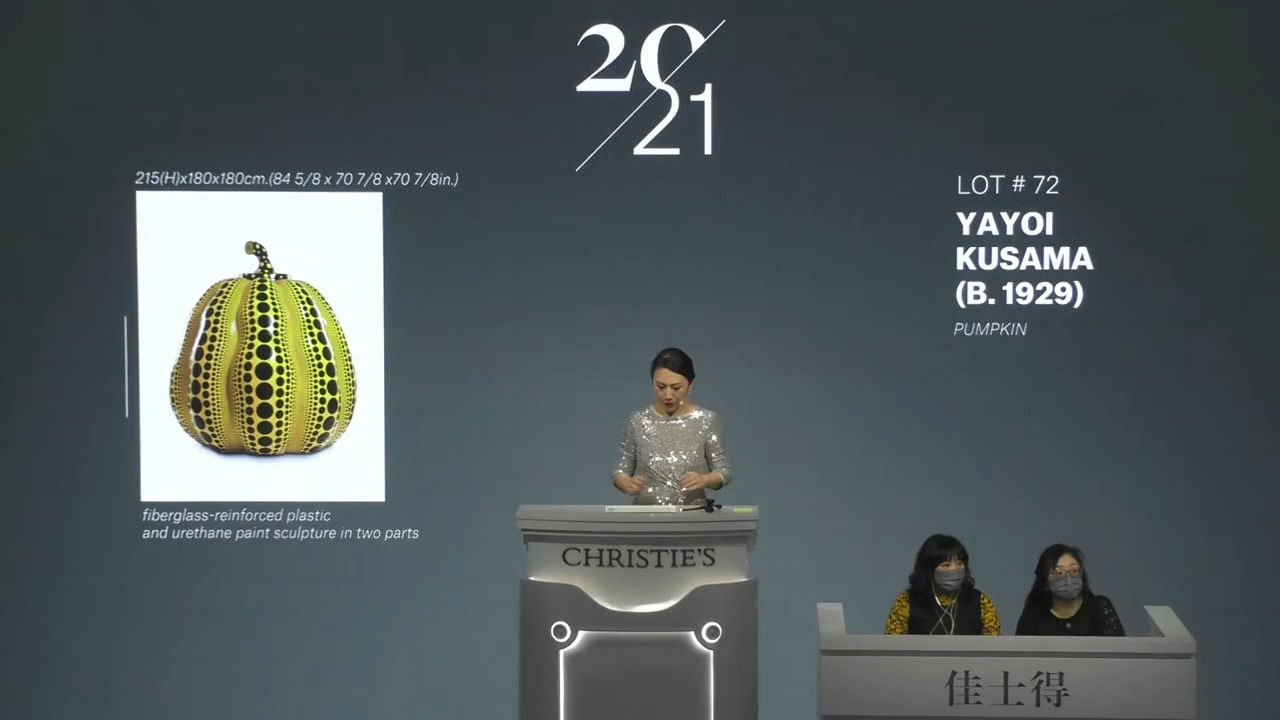 20
21
215(H)x180x180cm.(84 5/8 x 70 7/8 x70 7/8in.)
fiberglass-reinforced plastic
and urethane paint sculpture in two parts
LOT # 72
YAYOI
KUSAMA
(B. 1929)
PUMPKIN
CHRISTIE'S
佳士得